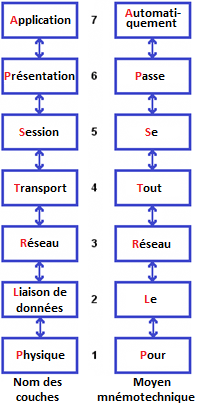 Application 7 Automati-
quement
Présentation 6 Passe
Session 5 Se
Transport 4 Tout
Réseau 3 Réseau
Liaison de
données 2 Le
Physique 1 Pour
Nom des
couches
Moyen
mnémotechnique